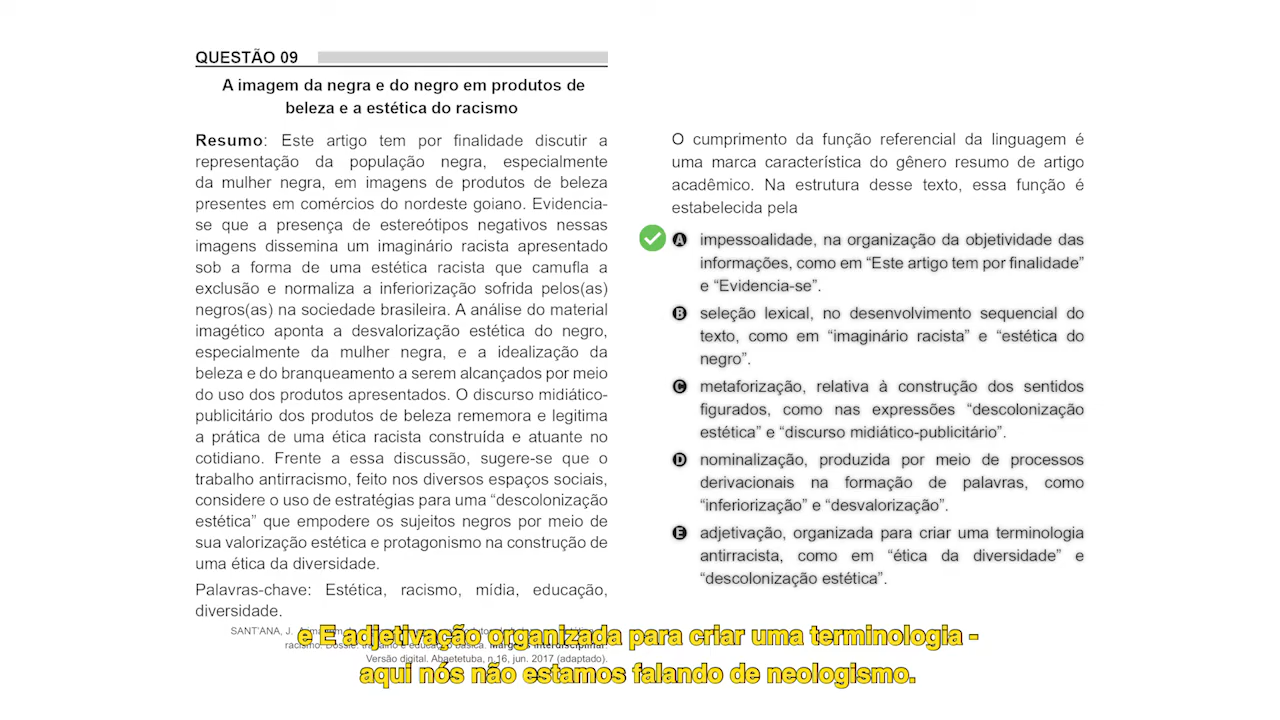 QUESTÃO 09
A imagem da negra e do negro em produtos de
beleza e a estética do racismo
Resumo: Este artigo tem por finalidade discutir a
representação da população negra, especialmente
da mulher negra, em imagens de produtos de beleza
presentes em comércios do nordeste goiano. Evidencia-
se que a presença de estereótipos negativos nessas
imagens dissemina um imaginário racista apresentado
sob a forma de uma estética racista que camufla a
exclusão e normaliza a inferiorização sofrida pelos(as)
negros(as) na sociedade brasileira. A análise do material
imagético aponta a desvalorização estética do negro,
especialmente da mulher negra, e a idealização da
beleza e do branqueamento a serem alcançados por meio
do uso dos produtos apresentados. O discurso midiático-
publicitário dos produtos de beleza rememora e legitima
a prática de uma ética racista construída e atuante no
cotidiano. Frente a essa discussão, sugere-se que o
trabalho antirracismo, feito nos diversos espaços sociais,
considere o uso de estratégias para uma “descolonização
estética” que empodere os sujeitos negros por meio de
sua valorização estética e protagonismo na construção de
uma ética da diversidade.
Palavras-chave: Estética, racismo, mídia, educação,
diversidade.
SANT’ANA, J.
racismo. Dossiê: trabalho e educação básica. Margens Interdisciplinar.
Versão digital. Abaetetuba, n.16, jun. 2017 (adaptado).
O cumprimento da função referencial da linguagem é
uma marca característica do gênero resumo de artigo
acadêmico. Na estrutura desse texto, essa função é
estabelecida pela
A impessoalidade, na organização da objetividade das
informações, como em “Este artigo tem por finalidade”
e “Evidencia-se”.
B seleção lexical, no desenvolvimento sequencial do
texto, como em “imaginário racista” e “estética do
negro”.
C metaforização, relativa à construção dos sentidos
figurados, como nas expressões “descolonização
estética” e “discurso midiático-publicitário”.
D nominalização, produzida por meio de processos
derivacionais na formação de palavras, como
“inferiorização” e “desvalorização”.
E adjetivação, organizada para criar uma terminologia
antirracista, como em “ética da diversidade” e
“descolonização estética”.
e E adjetivação organizada para criar uma terminologia -
aqui nós não estamos falando de neologismo.